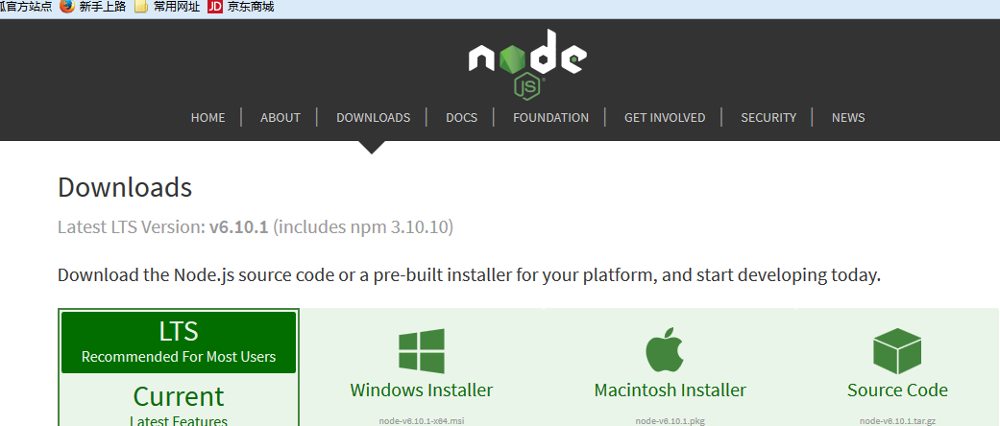 狐官方站点 新手上路 常用网址 JD 京东商城
node
JS
HOME ABOUT DOWNLOADS DOCS FOUNDATION GET INVOLVED SECURITY NEWS
Downloads
Latest LTS Version: v6.10.1 (includes npm 3.10.10)
Download the Node.js source code or a pre-built installer for your platform, and start developing today.
LTS
Recommended For Most Users
Current
Latest Features
Windows Installer
node-v6.10.1-x64.msi
Macintosh Installer
node-v6.10.1.pkg
Source Code
node-v6.10.1.tar.gz